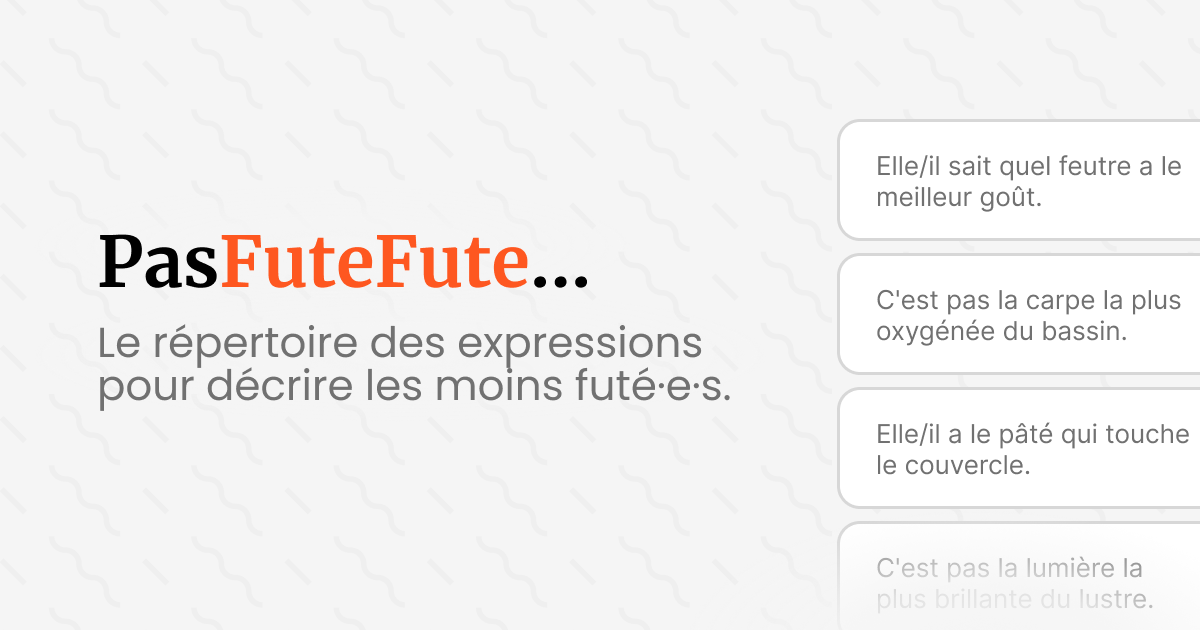 PasFuteFute...
Le répertoire des expressions
pour décrire les moins futé·e·s.
Elle/il sait quel feutre a le
meilleur goût.
C'est pas la carpe la plus
oxygénée du bassin.
Elle/il a le pâté qui touche
le couvercle.
C'est pas la lumière la
plus brillante du lustre.